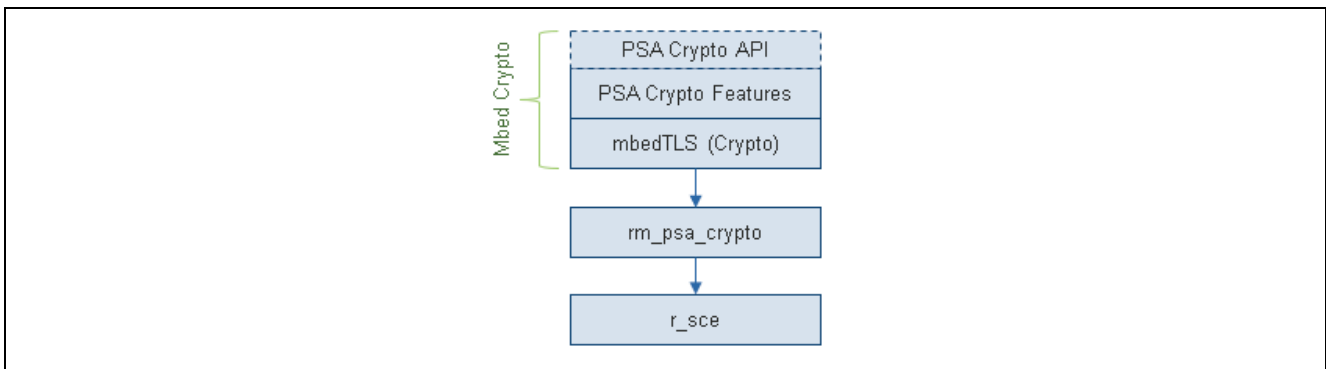 Mbed Crypto
PSA Crypto API
PSA Crypto Features
mbedTLS (Crypto)
rm_psa_crypto
r_sce